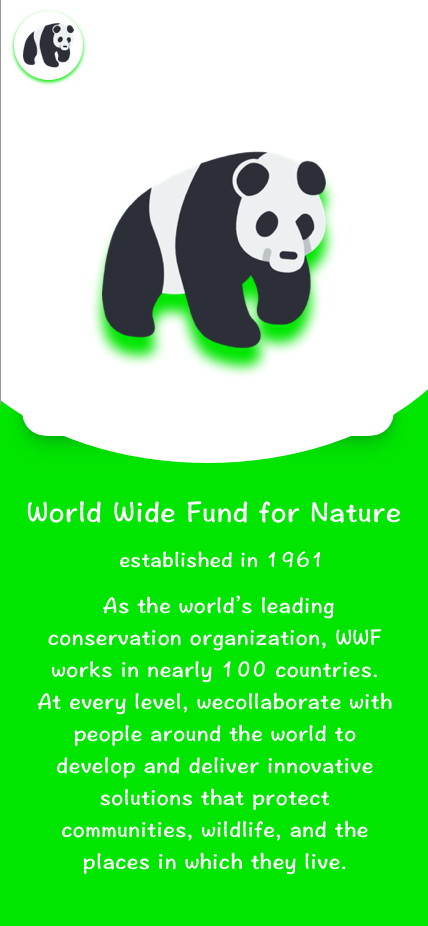 World Wide Fund for Nature
established in 1961
As the world's leading
conservation organization, WWF
works in nearly 100 countries.
At every level, wecollaborate with
people around the world to
develop and deliver innovative
solutions that protect
communities, wildlife, and the
places in which they live.